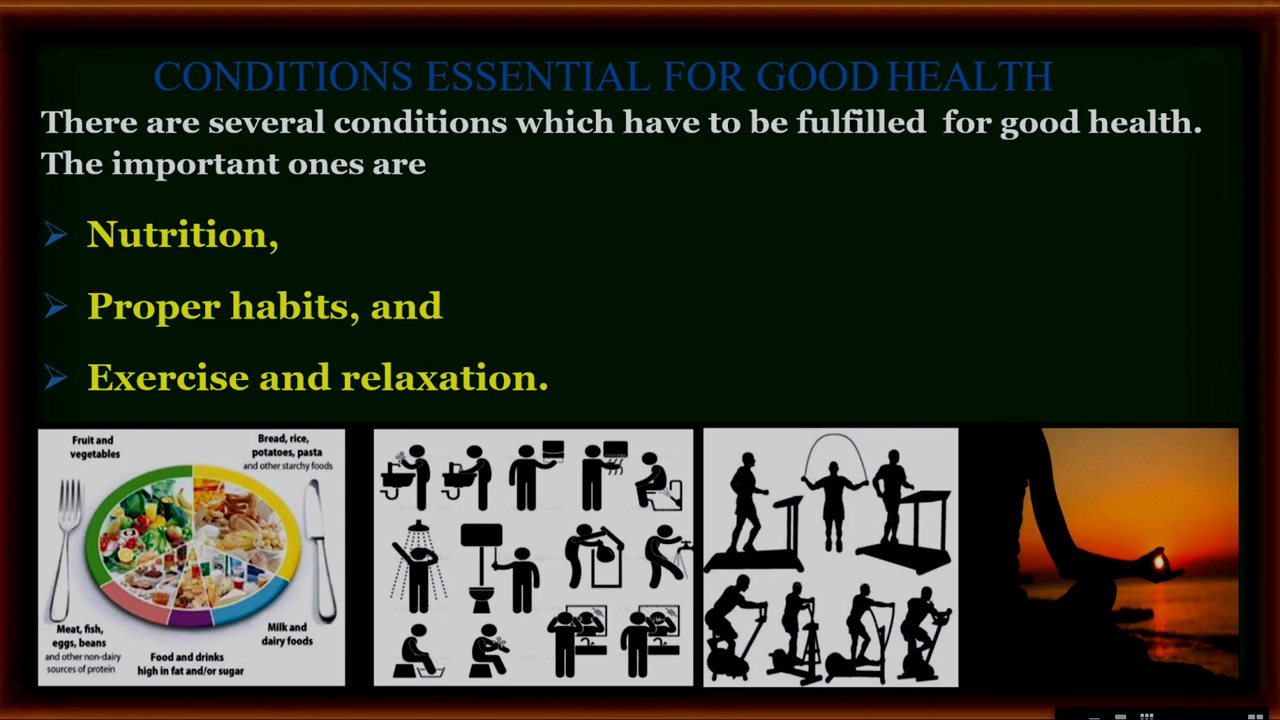 CONDITIONS ESSENTIAL FOR GOOD HEALTH
There are several conditions which have to be fulfilled for good health.
The important ones are
Nutrition,
Proper habits, and
Exercise and relaxation.
Fruit and
vegetables
Bread, rice,
potatoes, pasta
and other starchy foods
Meat, fish,
eggs, beans
and other non-dairy
sources of protein
Food and drinks
high in fat and/or sugar
Milk and
dairy foods